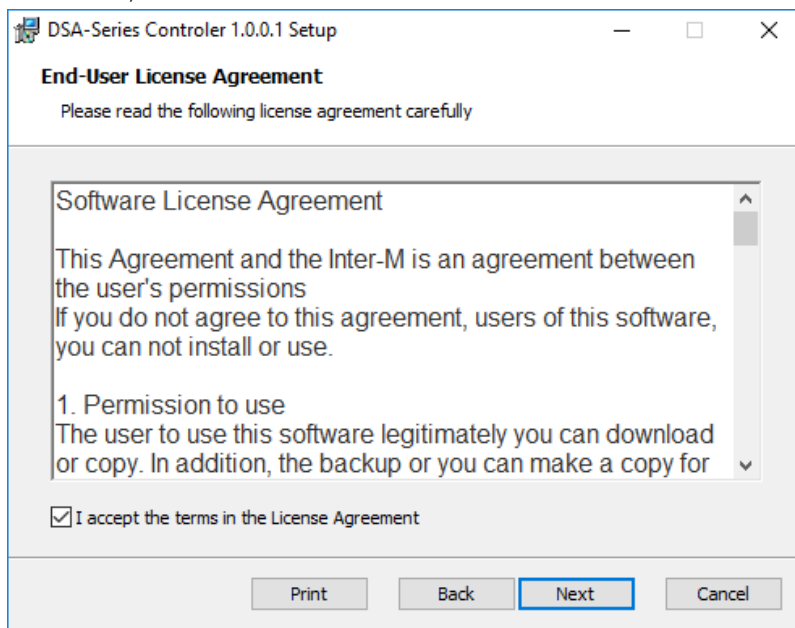 DSA-Series Controler 1.0.0.1 Setup
End-User License Agreement
Please read the following license agreement carefully
Software License Agreement
This Agreement and the Inter-M is an agreement between
the user's permissions
If you do not agree to this agreement, users of this software,
you can not install or use.
1. Permission to use
The user to use this software legitimately you can download
or copy. In addition, the backup or you can make a copy for
I accept the terms in the License Agreement
Print
Back
Next
Cancel